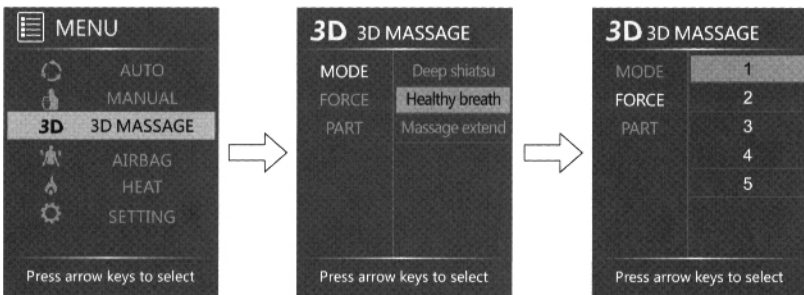 MENU
AUTO
MANUAL
3D 3D MASSAGE
AIRBAG
HEAT
SETTING
Press arrow keys to select
3D 3D MASSAGE
MODE Deep shiatsu
FORCE Healthy breath
PART Massage extend
Press arrow keys to select
3D 3D MASSAGE
MODE 1
FORCE 2
PART 3
4
5
Press arrow keys to select